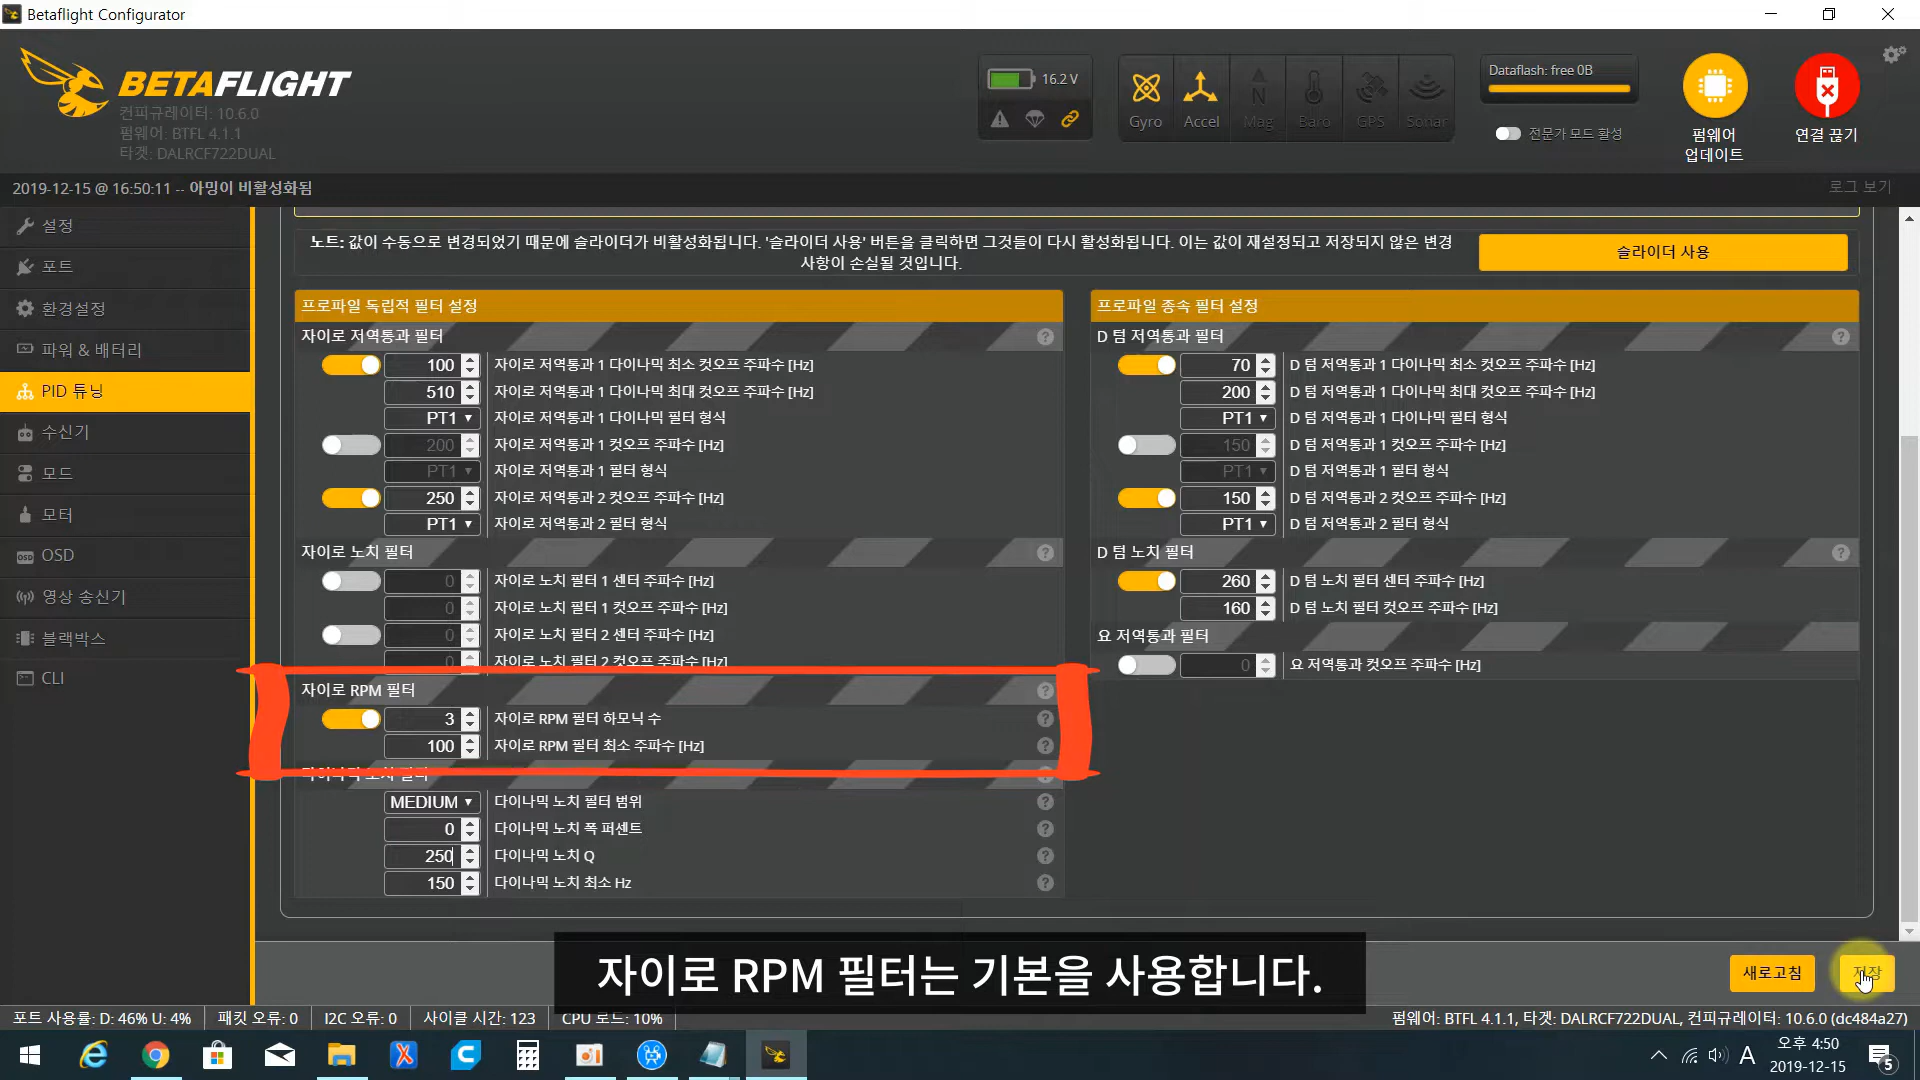 Betaflight Configurator
BETAFLIGHT
컨피규레이터: 10.6.0
펌웨어: BTFL 4.1.1
타겟: DALRCF722DUAL
16.2 V
Gyro
Accel
Mag
Baro
GPS
Sonar
Dataflash: free 0B
전문가 모드 활성
펌웨어
업데이트
연결 끊기
2019-12-15 @ 16:50:11 -- 아밍이 비활성화됨
로그 보기
설정
포트
환경설정
파워 & 배터리
PID 튜닝
수신기
모드
모터
OSD
영상 송신기
블랙박스
CLI
노트: 값이 수동으로 변경되었기 때문에 슬라이더가 비활성화됩니다. '슬라이더 사용' 버튼을 클릭하면 그것들이 다시 활성화됩니다. 이는 값이 재설정되고 저장되지 않은 변경
사항이 손실될 것입니다.
슬라이더 사용
프로파일 독립적 필터 설정
자이로 저역통과 필터
100 자이로 저역통과 1 다이나믹 최소 컷오프 주파수 [Hz]
510 자이로 저역통과 1 다이나믹 최대 컷오프 주파수 [Hz]
PT1 자이로 저역통과 1 다이나믹 필터 형식
200 자이로 저역통과 1 컷오프 주파수 [Hz]
PT1 자이로 저역통과 1 필터 형식
250 자이로 저역통과 2 컷오프 주파수 [Hz]
PT1 자이로 저역통과 2 필터 형식
자이로 노치 필터
0 자이로 노치 필터 1 센터 주파수 [Hz]
0 자이로 노치 필터 1 컷오프 주파수 [Hz]
0 자이로 노치 필터 2 센터 주파수 [Hz]
0 자이로 노치 필터 2 컷오프 주파수 [Hz]
자이로 RPM 필터
3 자이로 RPM 필터 하모닉 수
100 자이로 RPM 필터 최소 주파수 [Hz]
다이나믹 노치 필터
MEDIUM 다이나믹 노치 필터 범위
0 다이나믹 노치 폭 퍼센트
250 다이나믹 노치 Q
150 다이나믹 노치 최소 Hz
프로파일 종속 필터 설정
D 텀 저역통과 필터
70 D 텀 저역통과 1 다이나믹 최소 컷오프 주파수 [Hz]
200 D 텀 저역통과 1 다이나믹 최대 컷오프 주파수 [Hz]
PT1 D 텀 저역통과 1 다이나믹 필터 형식
150 D 텀 저역통과 1 컷오프 주파수 [Hz]
PT1 D 텀 저역통과 1 필터 형식
150 D 텀 저역통과 2 컷오프 주파수 [Hz]
PT1 D 텀 저역통과 2 필터 형식
D 텀 노치 필터
260 D 텀 노치 필터 센터 주파수 [Hz]
160 D 텀 노치 필터 컷오프 주파수 [Hz]
요 저역통과 필터
0 요 저역통과 컷오프 주파수 [Hz]
자이로 RPM 필터는 기본을 사용합니다.
새로고침
저장
포트 사용률: D: 46% U: 4%
패킷 오류: 0
I2C 오류: 0
사이클 시간: 123
CPU 로드: 10%
펌웨어: BTFL 4.1.1, 타겟: DALRCF722DUAL, 컨피규레이터: 10.6.0 (dc484a27)
A
오후 4:50
2019-12-15
5